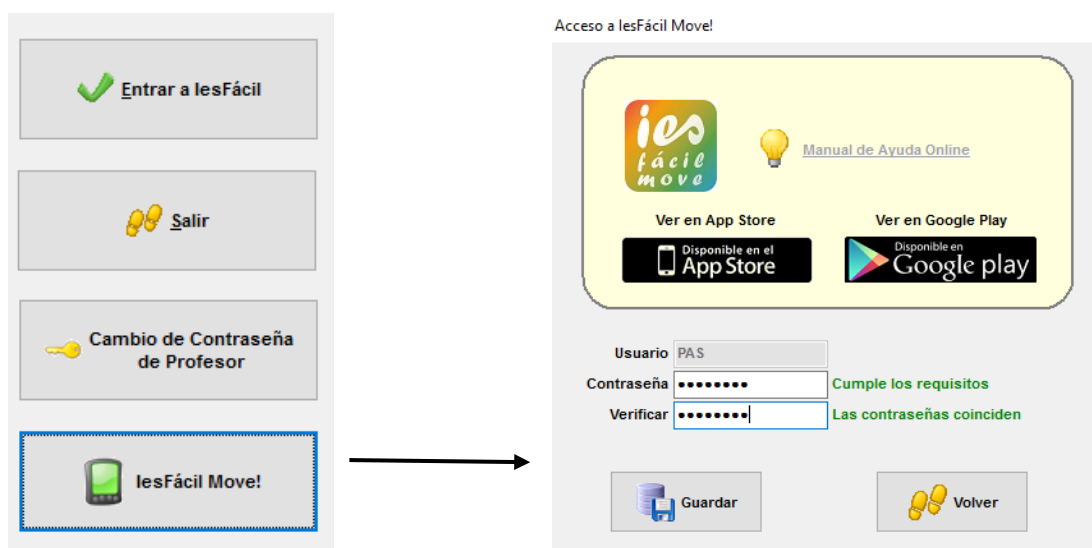 Entrar a IesFácil
Salir
Cambio de Contraseña
de Profesor
IesFácil Move!
Acceso a IesFácil Move!
ies
fácil
move
Manual de Ayuda Online
Ver en App Store
Ver en Google Play
Disponible en el
App Store
Disponible en
Google play
Usuario PAS
Contraseña •••••••• Cumple los requisitos
Verificar •••••••• Las contraseñas coinciden
Guardar
Volver